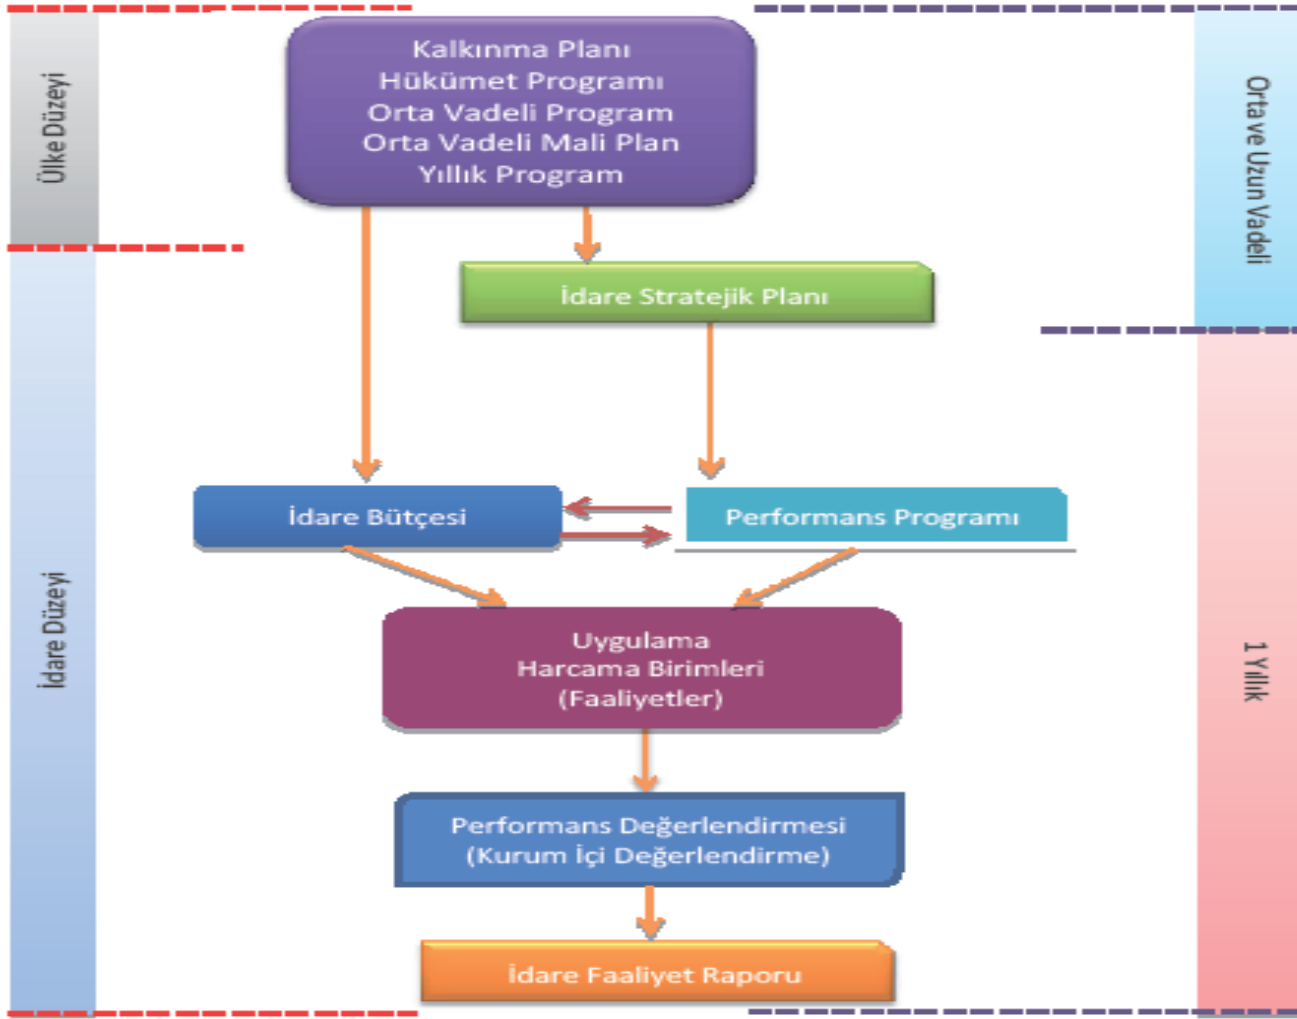 Ülke Düzeyi
Kalkınma Planı
Hükümet Programı
Orta Vadeli Program
Orta Vadeli Mali Plan
Yıllık Program
Orta ve Uzun Vadeli
İdare Stratejik Planı
İdare Bütçesi
Performans Programı
İdare Düzeyi
Uygulama
Harcama Birimleri
(Faaliyetler)
1 Yıllık
Performans Değerlendirmesi
(Kurum İçi Değerlendirme)
İdare Faaliyet Raporu